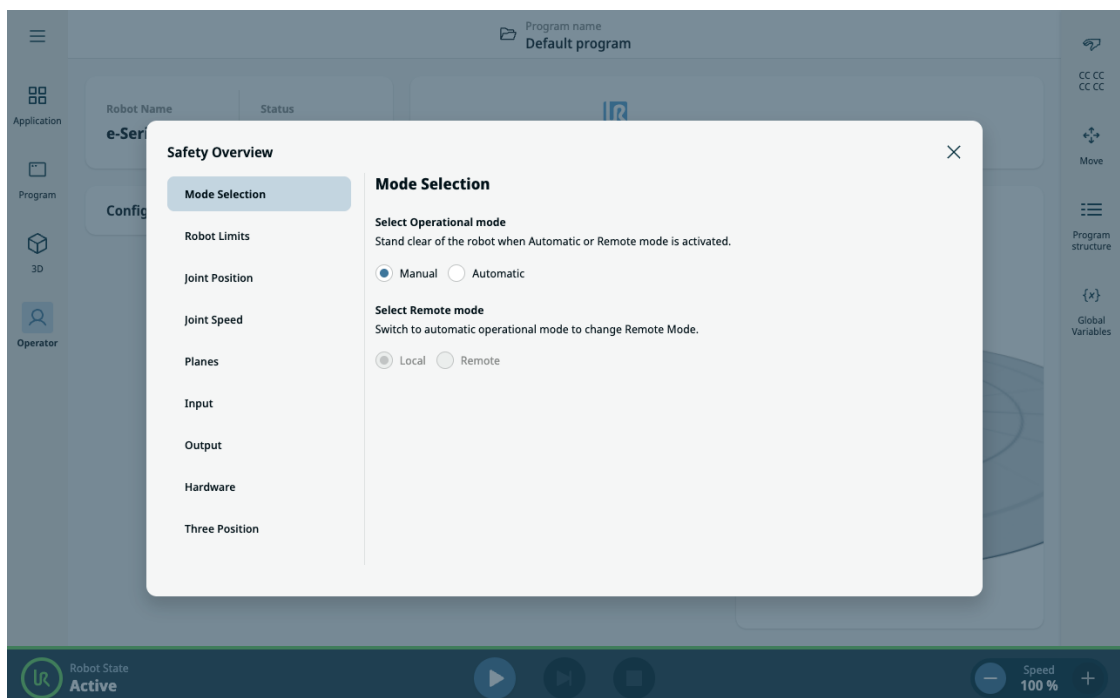 Program name
Default program
CC CC
CC CC
Application
Robot Name
Status
e-Seri
Move
Program
Config
Program
structure
3D
Global
Variables
Operator
Safety Overview
Mode Selection
Robot Limits
Joint Position
Joint Speed
Planes
Input
Output
Hardware
Three Position
Mode Selection
Select Operational mode
Stand clear of the robot when Automatic or Remote mode is activated.
Manual Automatic
Select Remote mode
Switch to automatic operational mode to change Remote Mode.
Local Remote
Robot State
Active
Speed
100 %